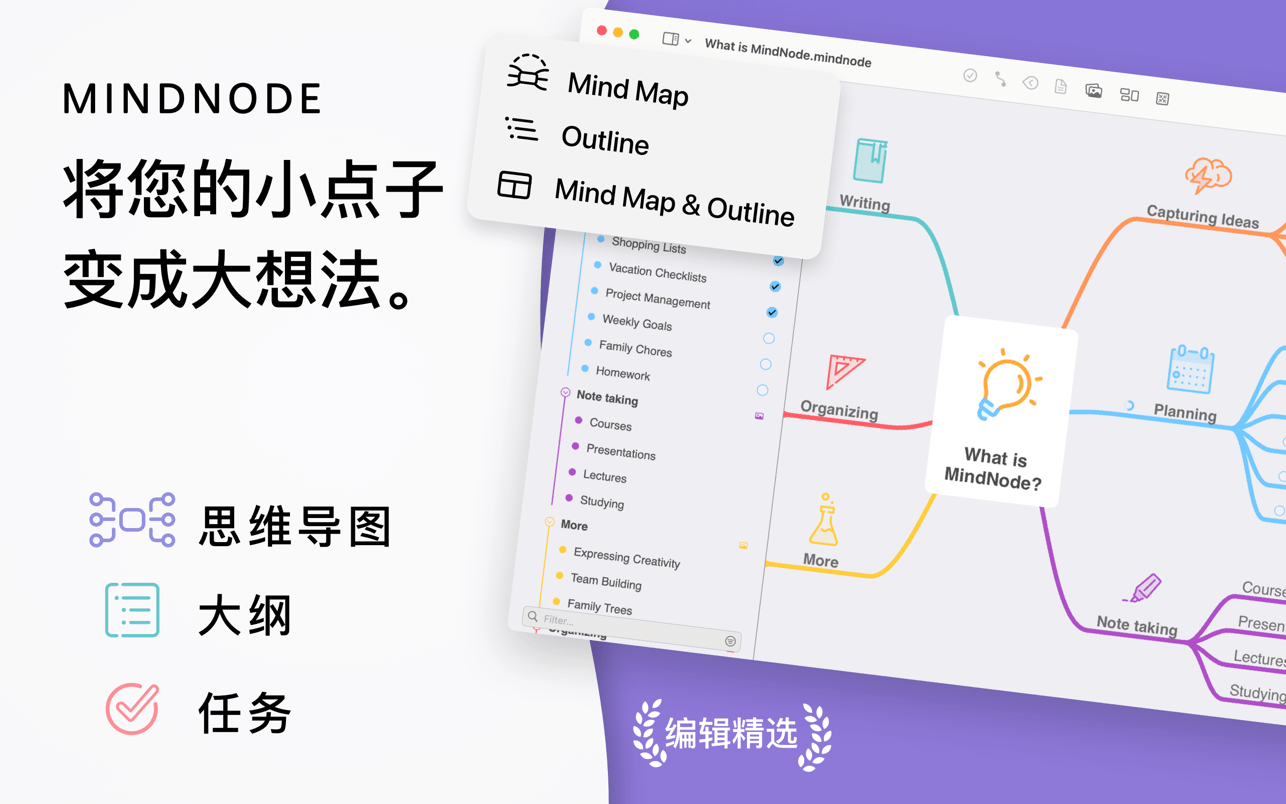 MINDNODE
将您的小点子
变成大想法。
思维导图
大纲
任务
What is MindNode.mindnode
Mind Map
Outline
Mind Map & Outline
Shopping Lists
Vacation Checklists
Project Management
Weekly Goals
Family Chores
Homework
Note taking
Courses
Presentations
Lectures
Studying
More
Expressing Creativity
Team Building
Family Trees
Organizing
Filter...
Writing
Capturing Ideas
Organizing
Planning
What is
MindNode?
More
Note taking
Course
Presen
Lectures
Studying
编辑精选